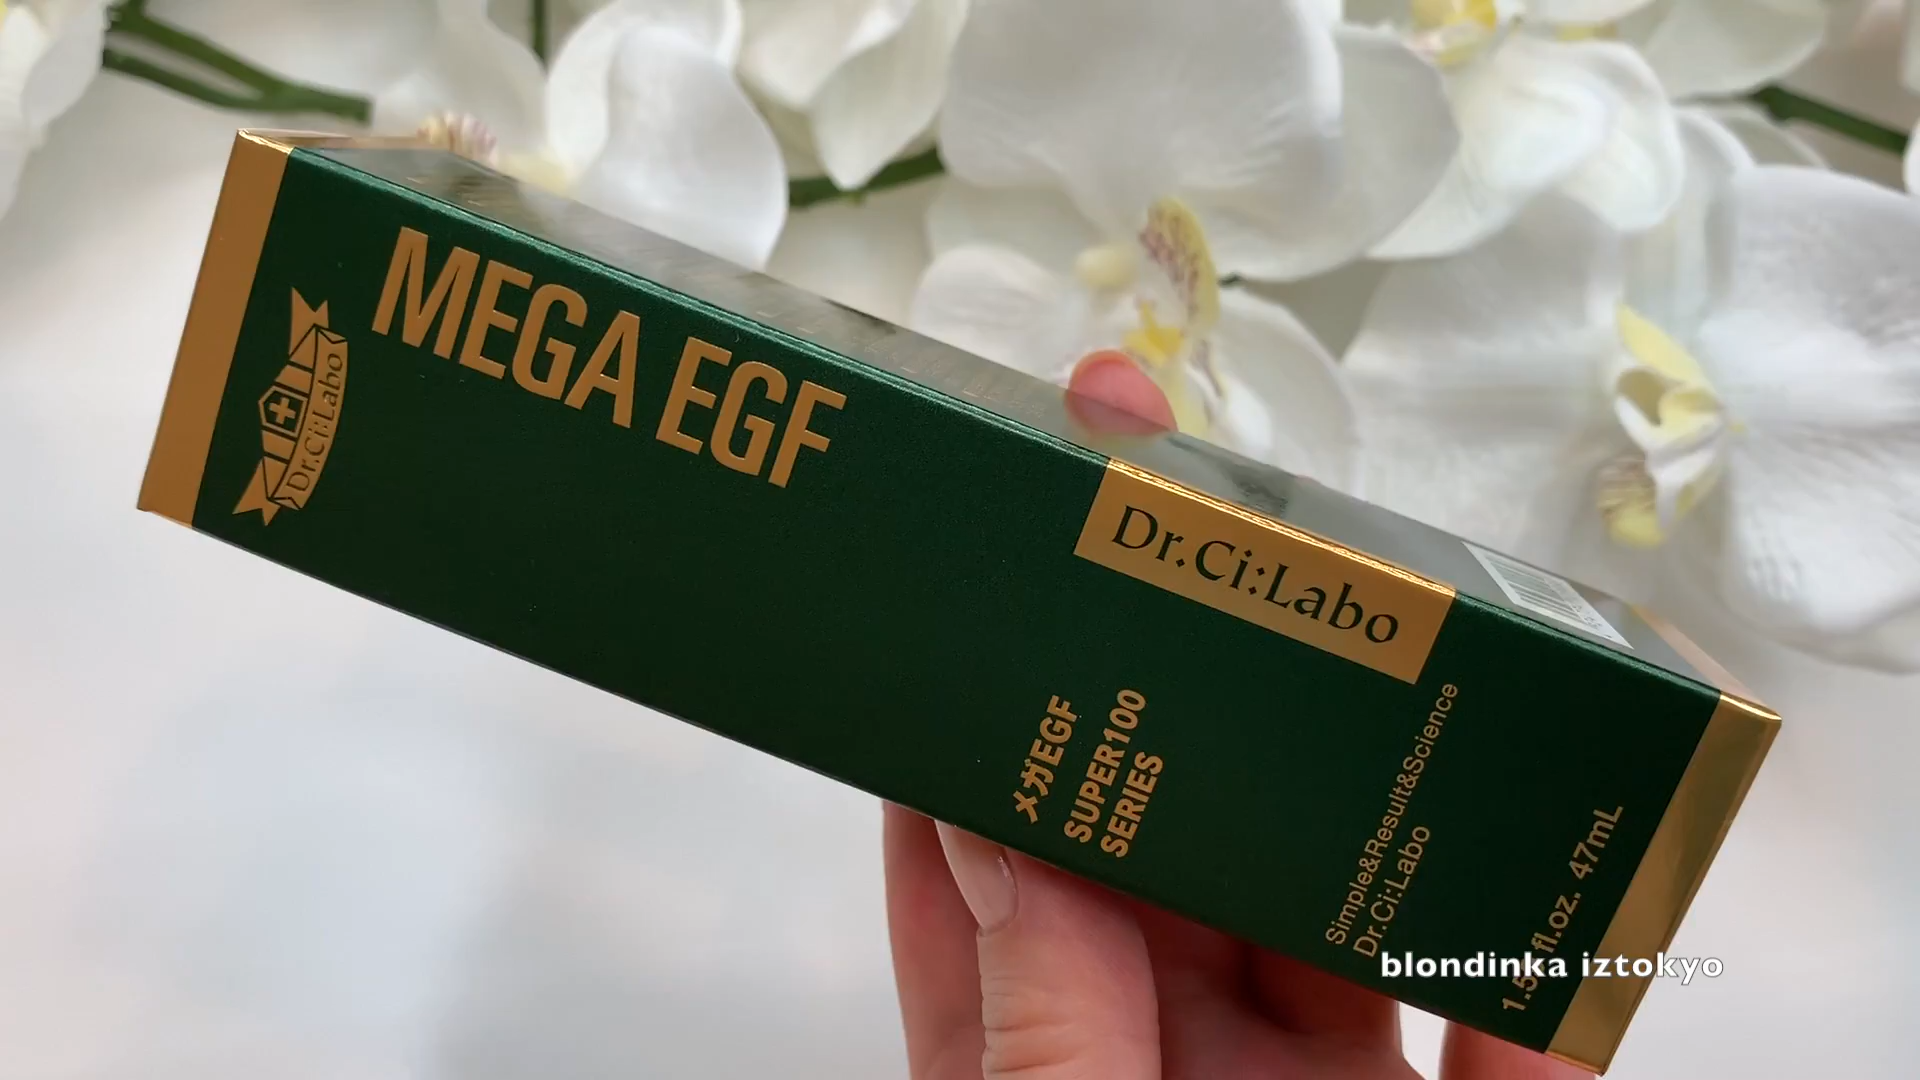 MEGA EGF
Dr.Ci:Labo
Dr.Ci:Labo
メガEGF
SUPER100
SERIES
Simple&Result&Science
Dr.Ci:Labo
fl.oz. 47mL
blondinka iztokyo